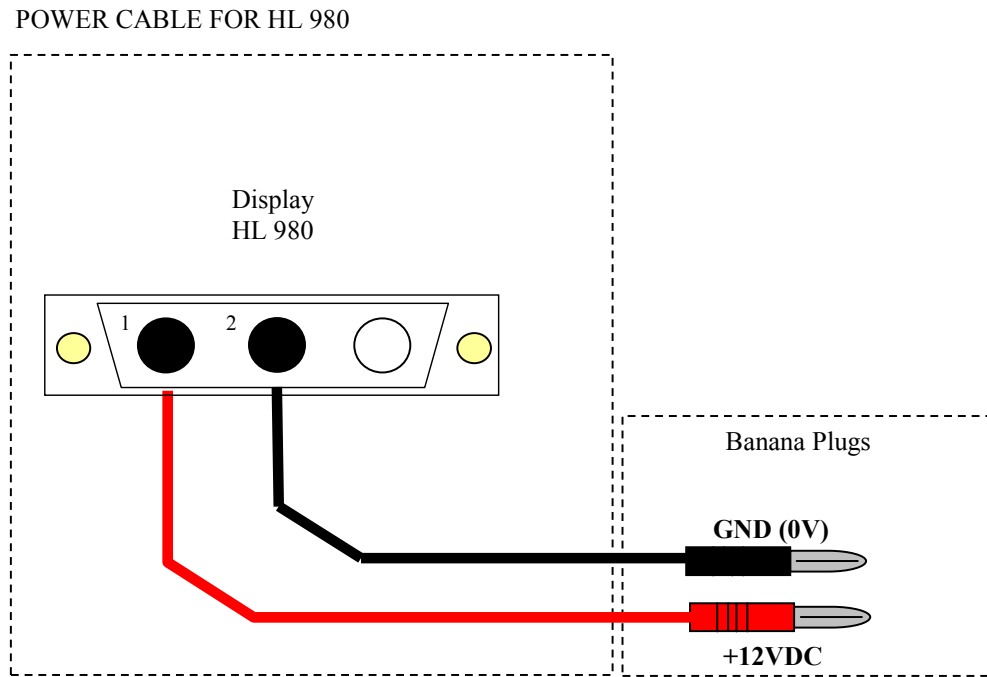 POWER CABLE FOR HL 980
Display
HL 980
1
2
Banana Plugs
GND (0V)
+12VDC